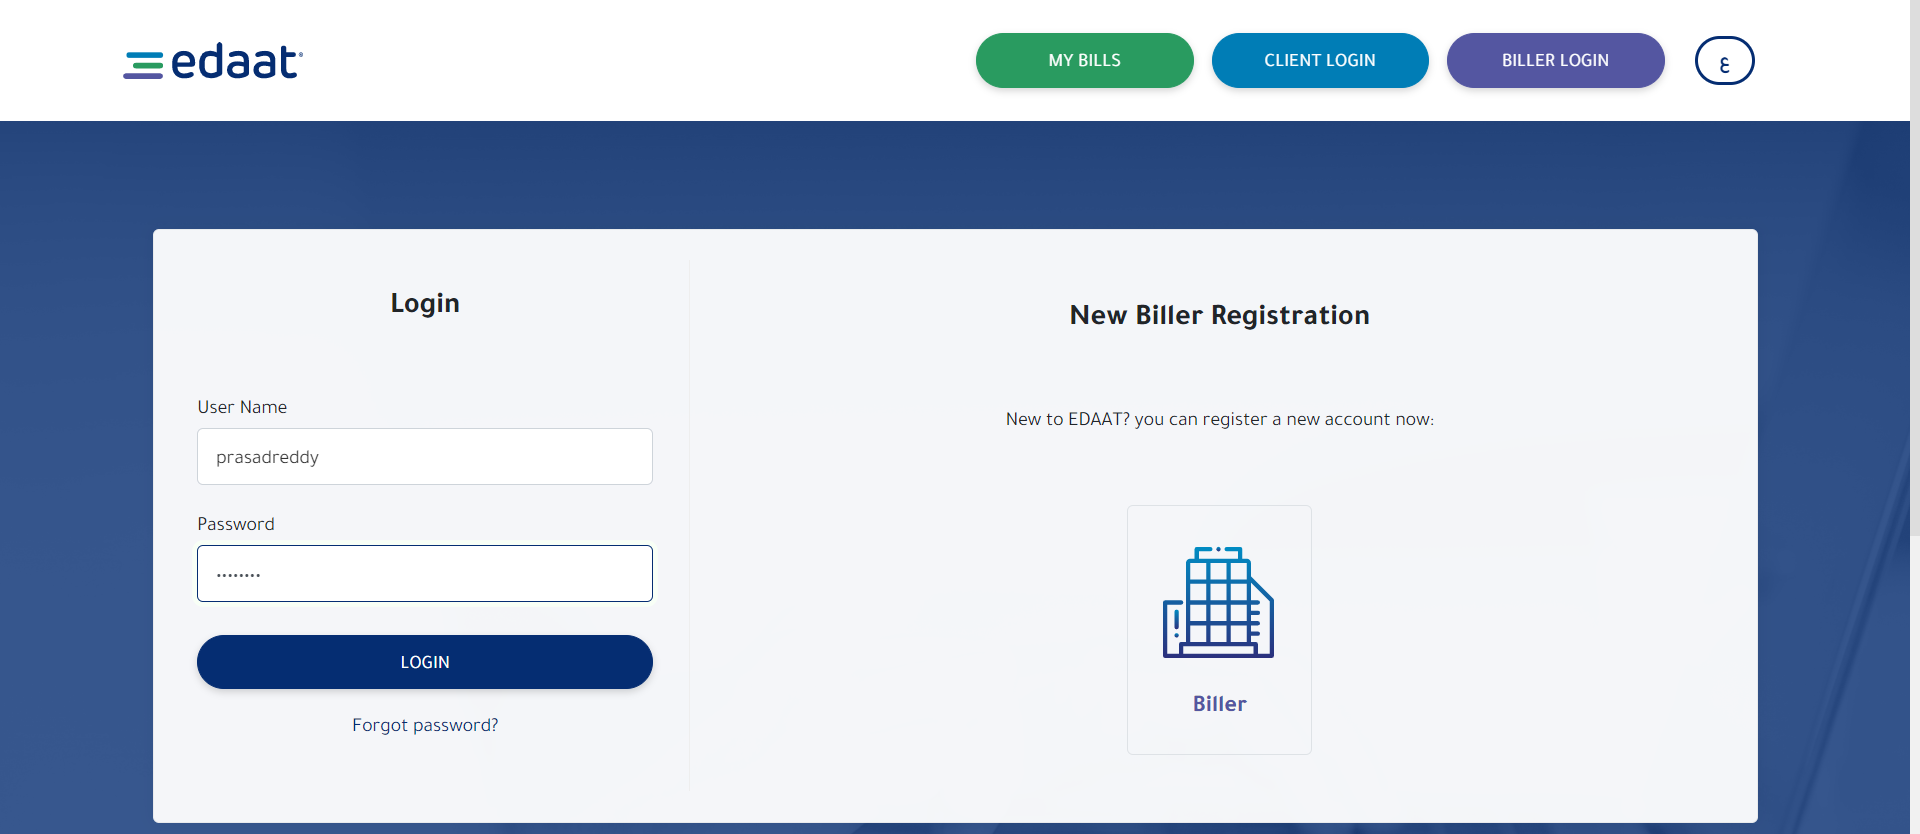 edaat
MY BILLS
CLIENT LOGIN
BILLER LOGIN
ع
Login
User Name
prasadreddy
Password
........
LOGIN
Forgot password?
New Biller Registration
New to EDAAT? you can register a new account now:
Biller